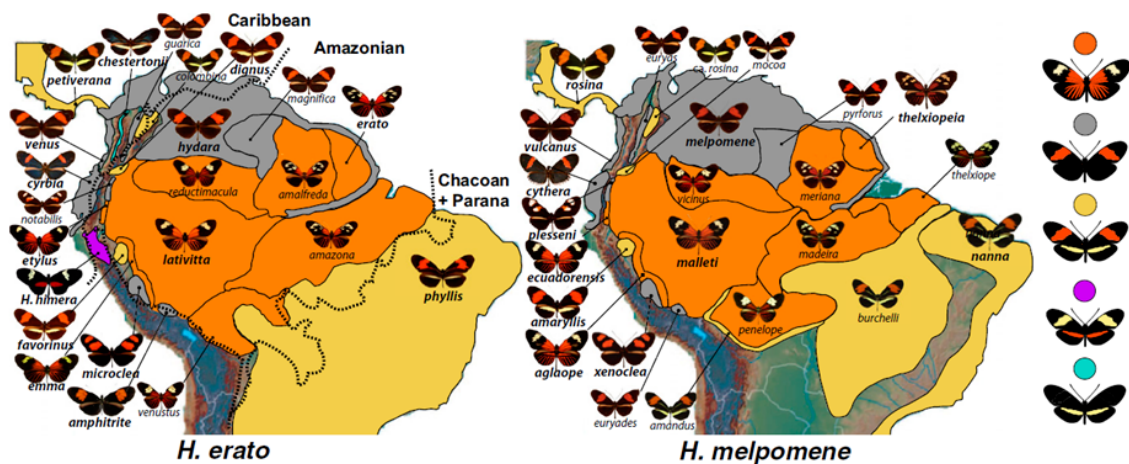 Caribbean
Amazonian
guarica
chestertonii
petiverana
colombina
dignus
magnifica
erato
venus
hydara
cyrbia
reductimacula
amalfreda
Chacoan
+ Parana
notabilis
etylus
lativitta
amazona
H. himera
phyllis
favorinus
microclea
emma
venustus
amphitrite
H. erato
euryas
ca. rosina
mocoa
rosina
pyrforus
thelxiopeia
vulcanus
melpomene
cythera
vicinus
meriana
thelxiope
plesseni
malleti
madeira
nanna
ecuadorensis
burchelli
amaryllis
penelope
aglaope
xenoclea
euryades
amandus
H. melpomene